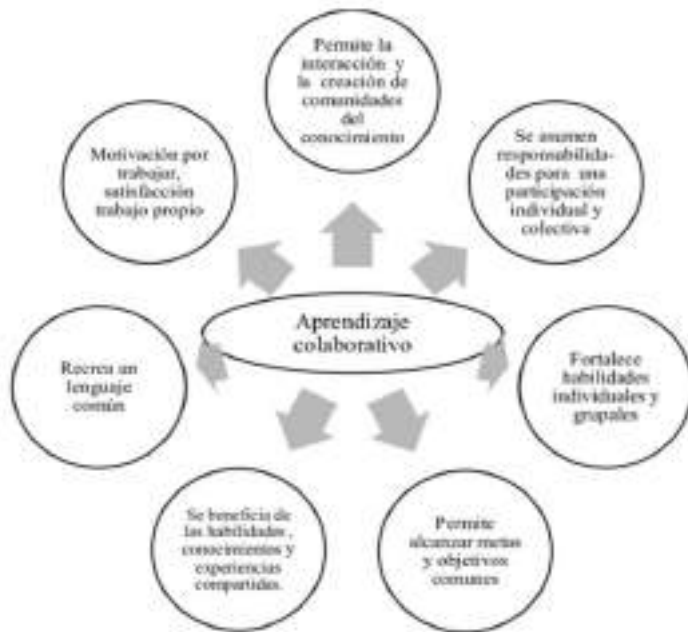 Permite la
interacción y
la creación de
comunidades
del
conocimiento
Se asumen
responsabilida-
des para una
participación
individual y
colectiva
Motivación por
trabajar,
satisfacción
trabajo propio
Aprendizaje
colaborativo
Recrea un
lenguaje
común
Fortalece
habilidades
individuales y
grupales
Se beneficia de
las habilidades ,
conocimientos y
experiencias
compartidas.
Permite
alcanzar metas
y objetivos
comunes